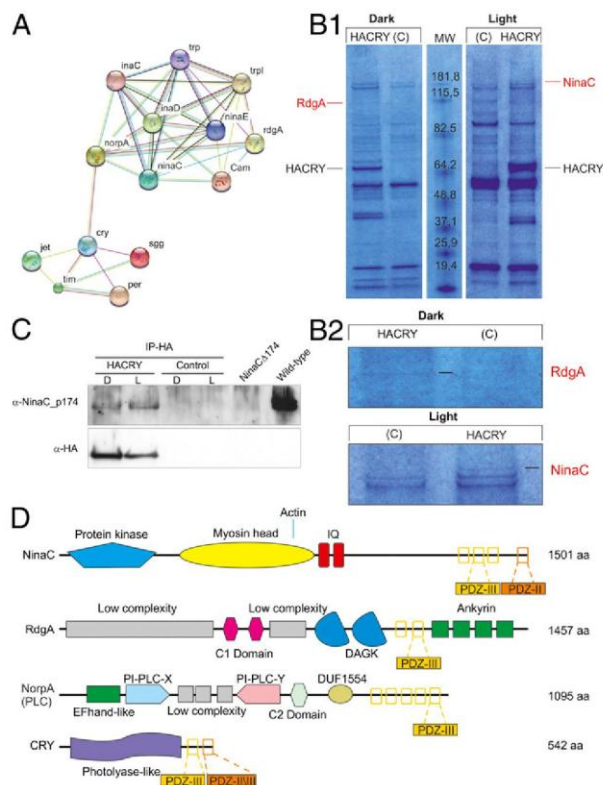 A
trp
inaC
trpl
inaD
ninaE
rdgA
norpA
ninaC
Cam
cry
jet
sgg
tim
per
B1
Dark
Light
HACRY (C)
MW
(C) HACRY
181,8
115,5
82,5
64,2
48,8
37,1
25,9
19,4
RdgA
HACRY
NinaC
HACRY
C
IP-HA
HACRY Control
D L D L
NinaCΔ174
Wild-type
α-NinaC_p174
α-HA
B2
Dark
HACRY (C)
RdgA
Light
(C) HACRY
NinaC
D
Actin
Protein kinase Myosin head IQ
NinaC 1501 aa
PDZ-III PDZ-II
Low complexity Low complexity Ankyrin
RdgA 1457 aa
C1 Domain DAGK PDZ-III
PI-PLC-X PI-PLC-Y DUF1554
NorpA
(PLC)
1095 aa
EFhand-like Low complexity C2 Domain PDZ-III
CRY 542 aa
Photolyase-like PDZ-III PDZ-II\III